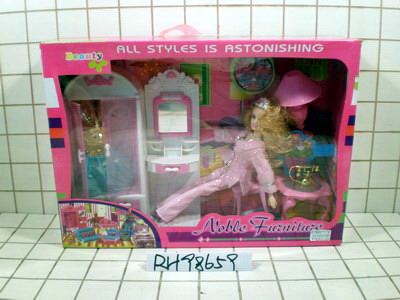 Beauty
ALL STYLES IS ASTONISHING
Noble Furniture
RH98659